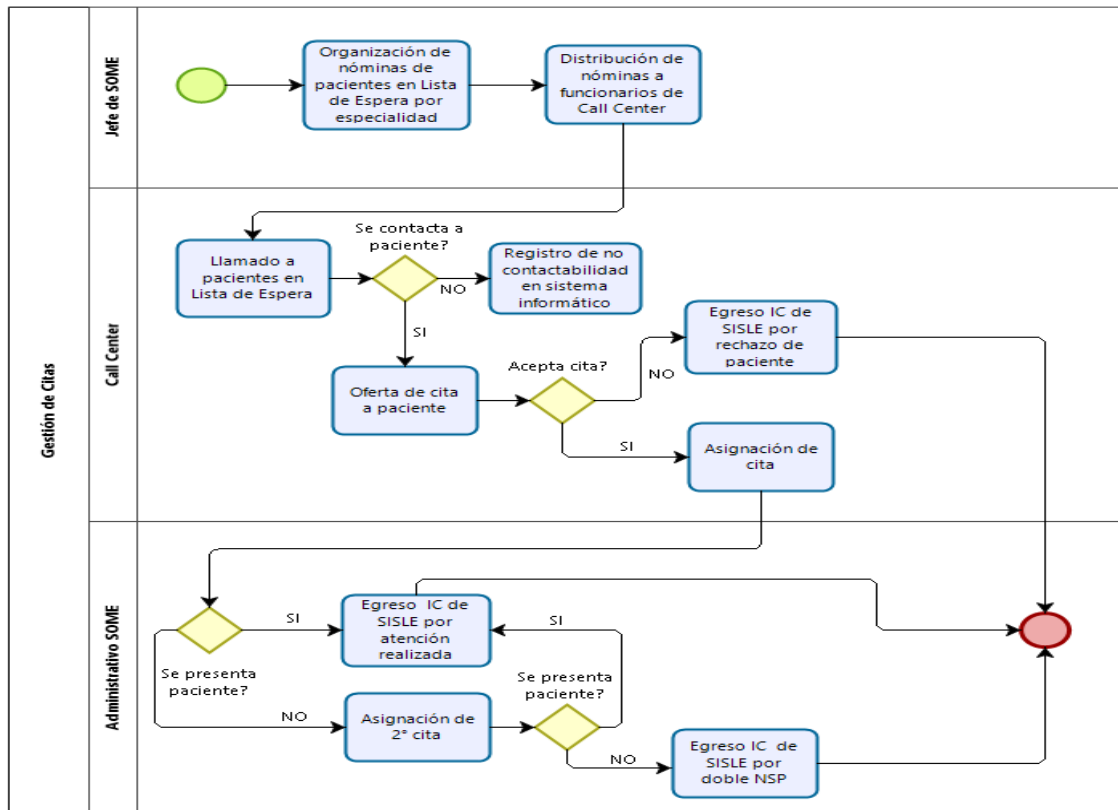 Gestión de Citas
Jefe de SOME
Organización de
nóminas de
pacientes en Lista
de Espera por
especialidad
Distribución de
nóminas a
funcionarios de
Call Center
Call Center
Llamado a
pacientes en
Lista de Espera
Se contacta a
paciente?
NO
Registro de no
contactabilidad
en sistema
informático
SI
Oferta de cita
a paciente
Acepta cita?
NO
Egreso IC de
SISLE por
rechazo de
paciente
SI
Asignación de
cita
Administrativo SOME
Se presenta
paciente?
SI
Egreso IC de
SISLE por
atención
realizada
NO
Asignación de
2° cita
Se presenta
paciente?
SI
NO
Egreso IC de
SISLE por
doble NSP